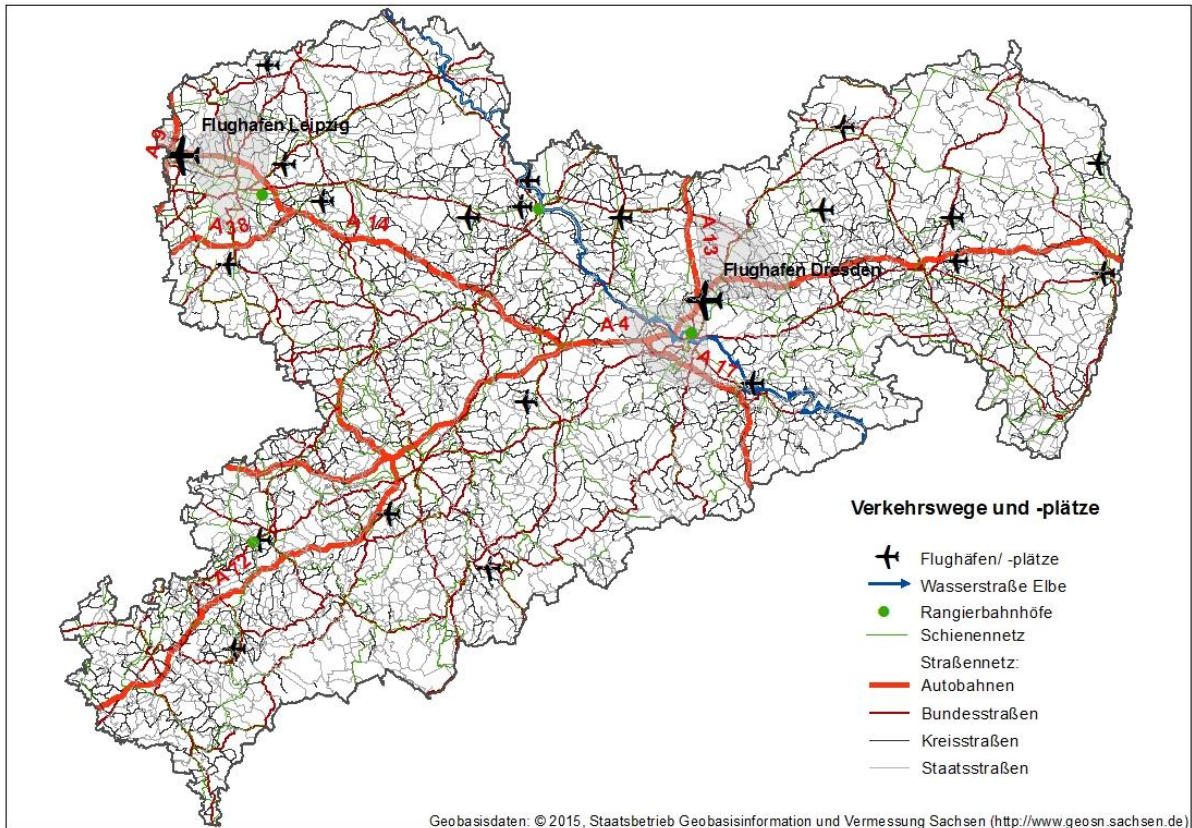 Flughafen Leipzig
A 9
A 38
A 14
A 13
Flughafen Dresden
A 4
A 17
A 72
Verkehrswege und -plätze
Flughäfen/ -plätze
Wasserstraße Elbe
Rangierbahnhöfe
Schienennetz
Straßennetz:
Autobahnen
Bundesstraßen
Kreisstraßen
Staatsstraßen
Geobasisdaten: © 2015, Staatsbetrieb Geobasisinformation und Vermessung Sachsen (http://www.geosn.sachsen.de)